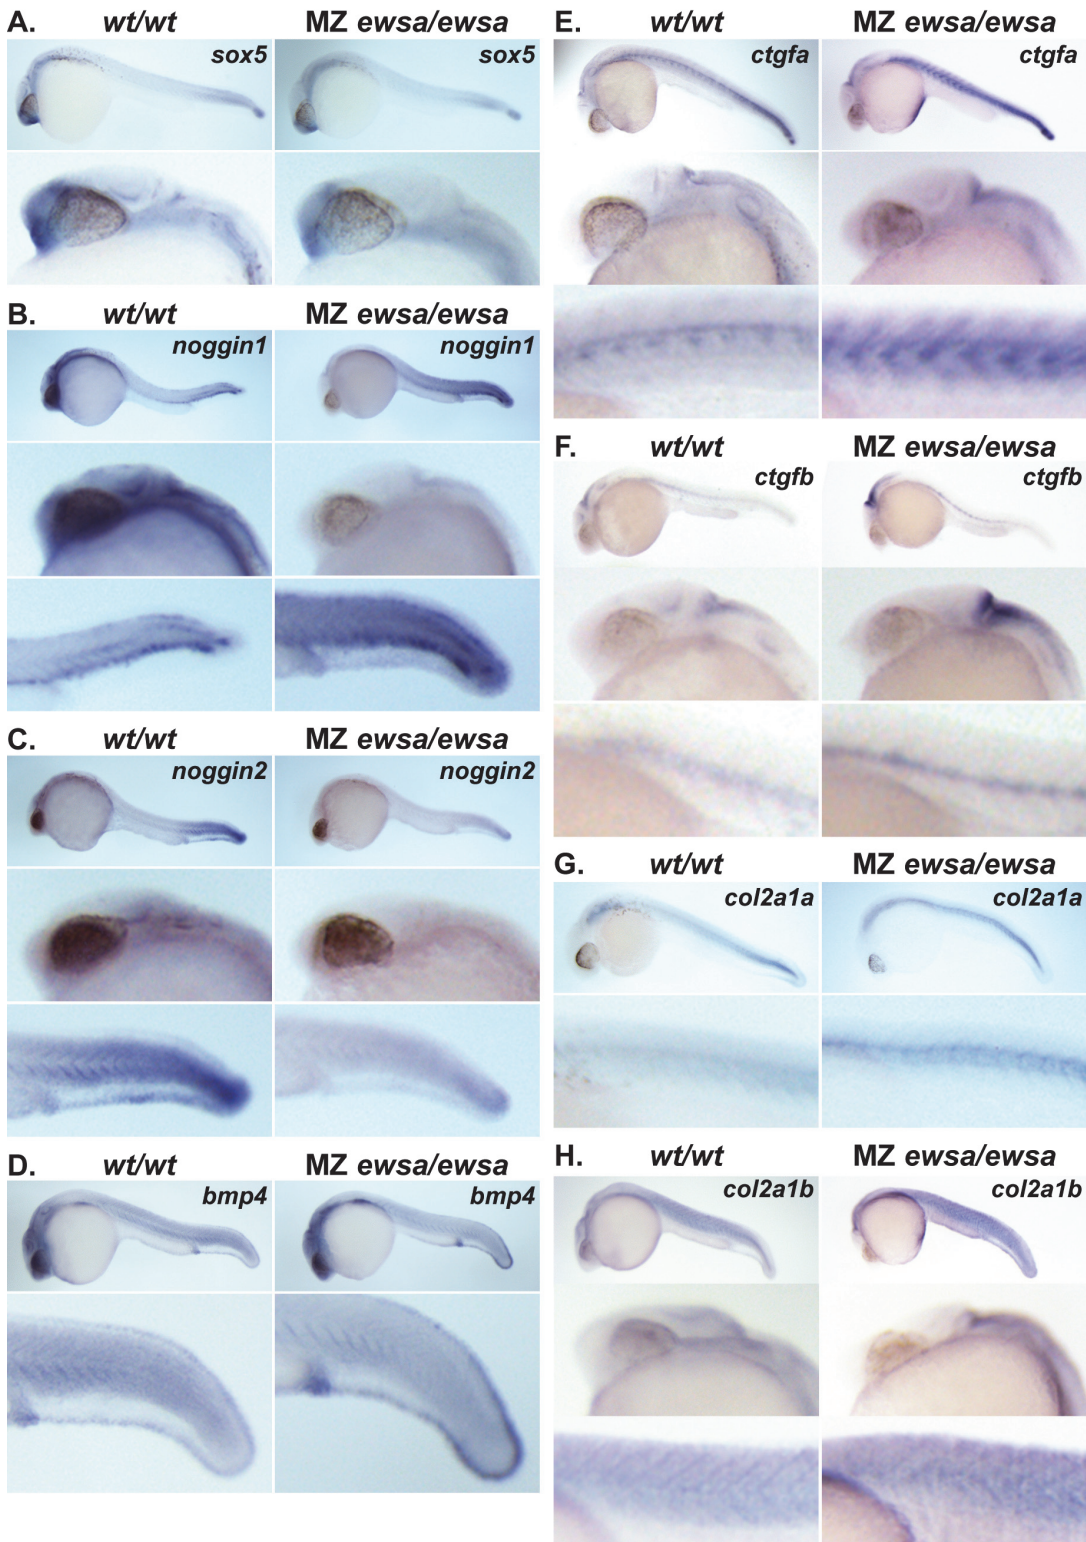 A. wt/wt MZ ewsa/ewsa
sox5 sox5
B. wt/wt MZ ewsa/ewsa
noggin1 noggin1
C. wt/wt MZ ewsa/ewsa
noggin2 noggin2
D. wt/wt MZ ewsa/ewsa
bmp4 bmp4
E. wt/wt MZ ewsa/ewsa
ctgfa ctgfa
F. wt/wt MZ ewsa/ewsa
ctgfb ctgfb
G. wt/wt MZ ewsa/ewsa
col2a1a col2a1a
H. wt/wt MZ ewsa/ewsa
col2a1b col2a1b